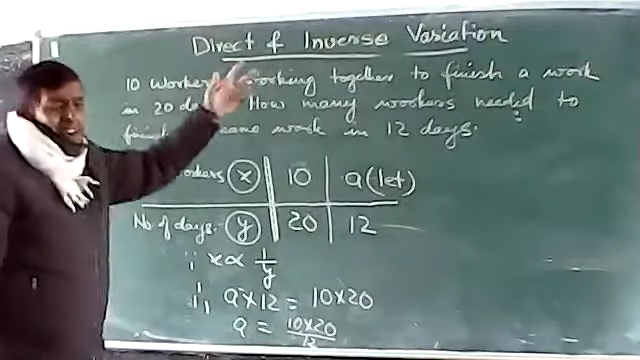 Direct & Inverse Variation
10 workers working together to finish a work
in 20 days. How many workers needed to
finish same work in 12 days.
workers x 10 a (let)
No of days. y 20 12
∵ x ∝ 1/y
∴ a × 12 = 10×20
a = 10×20/12